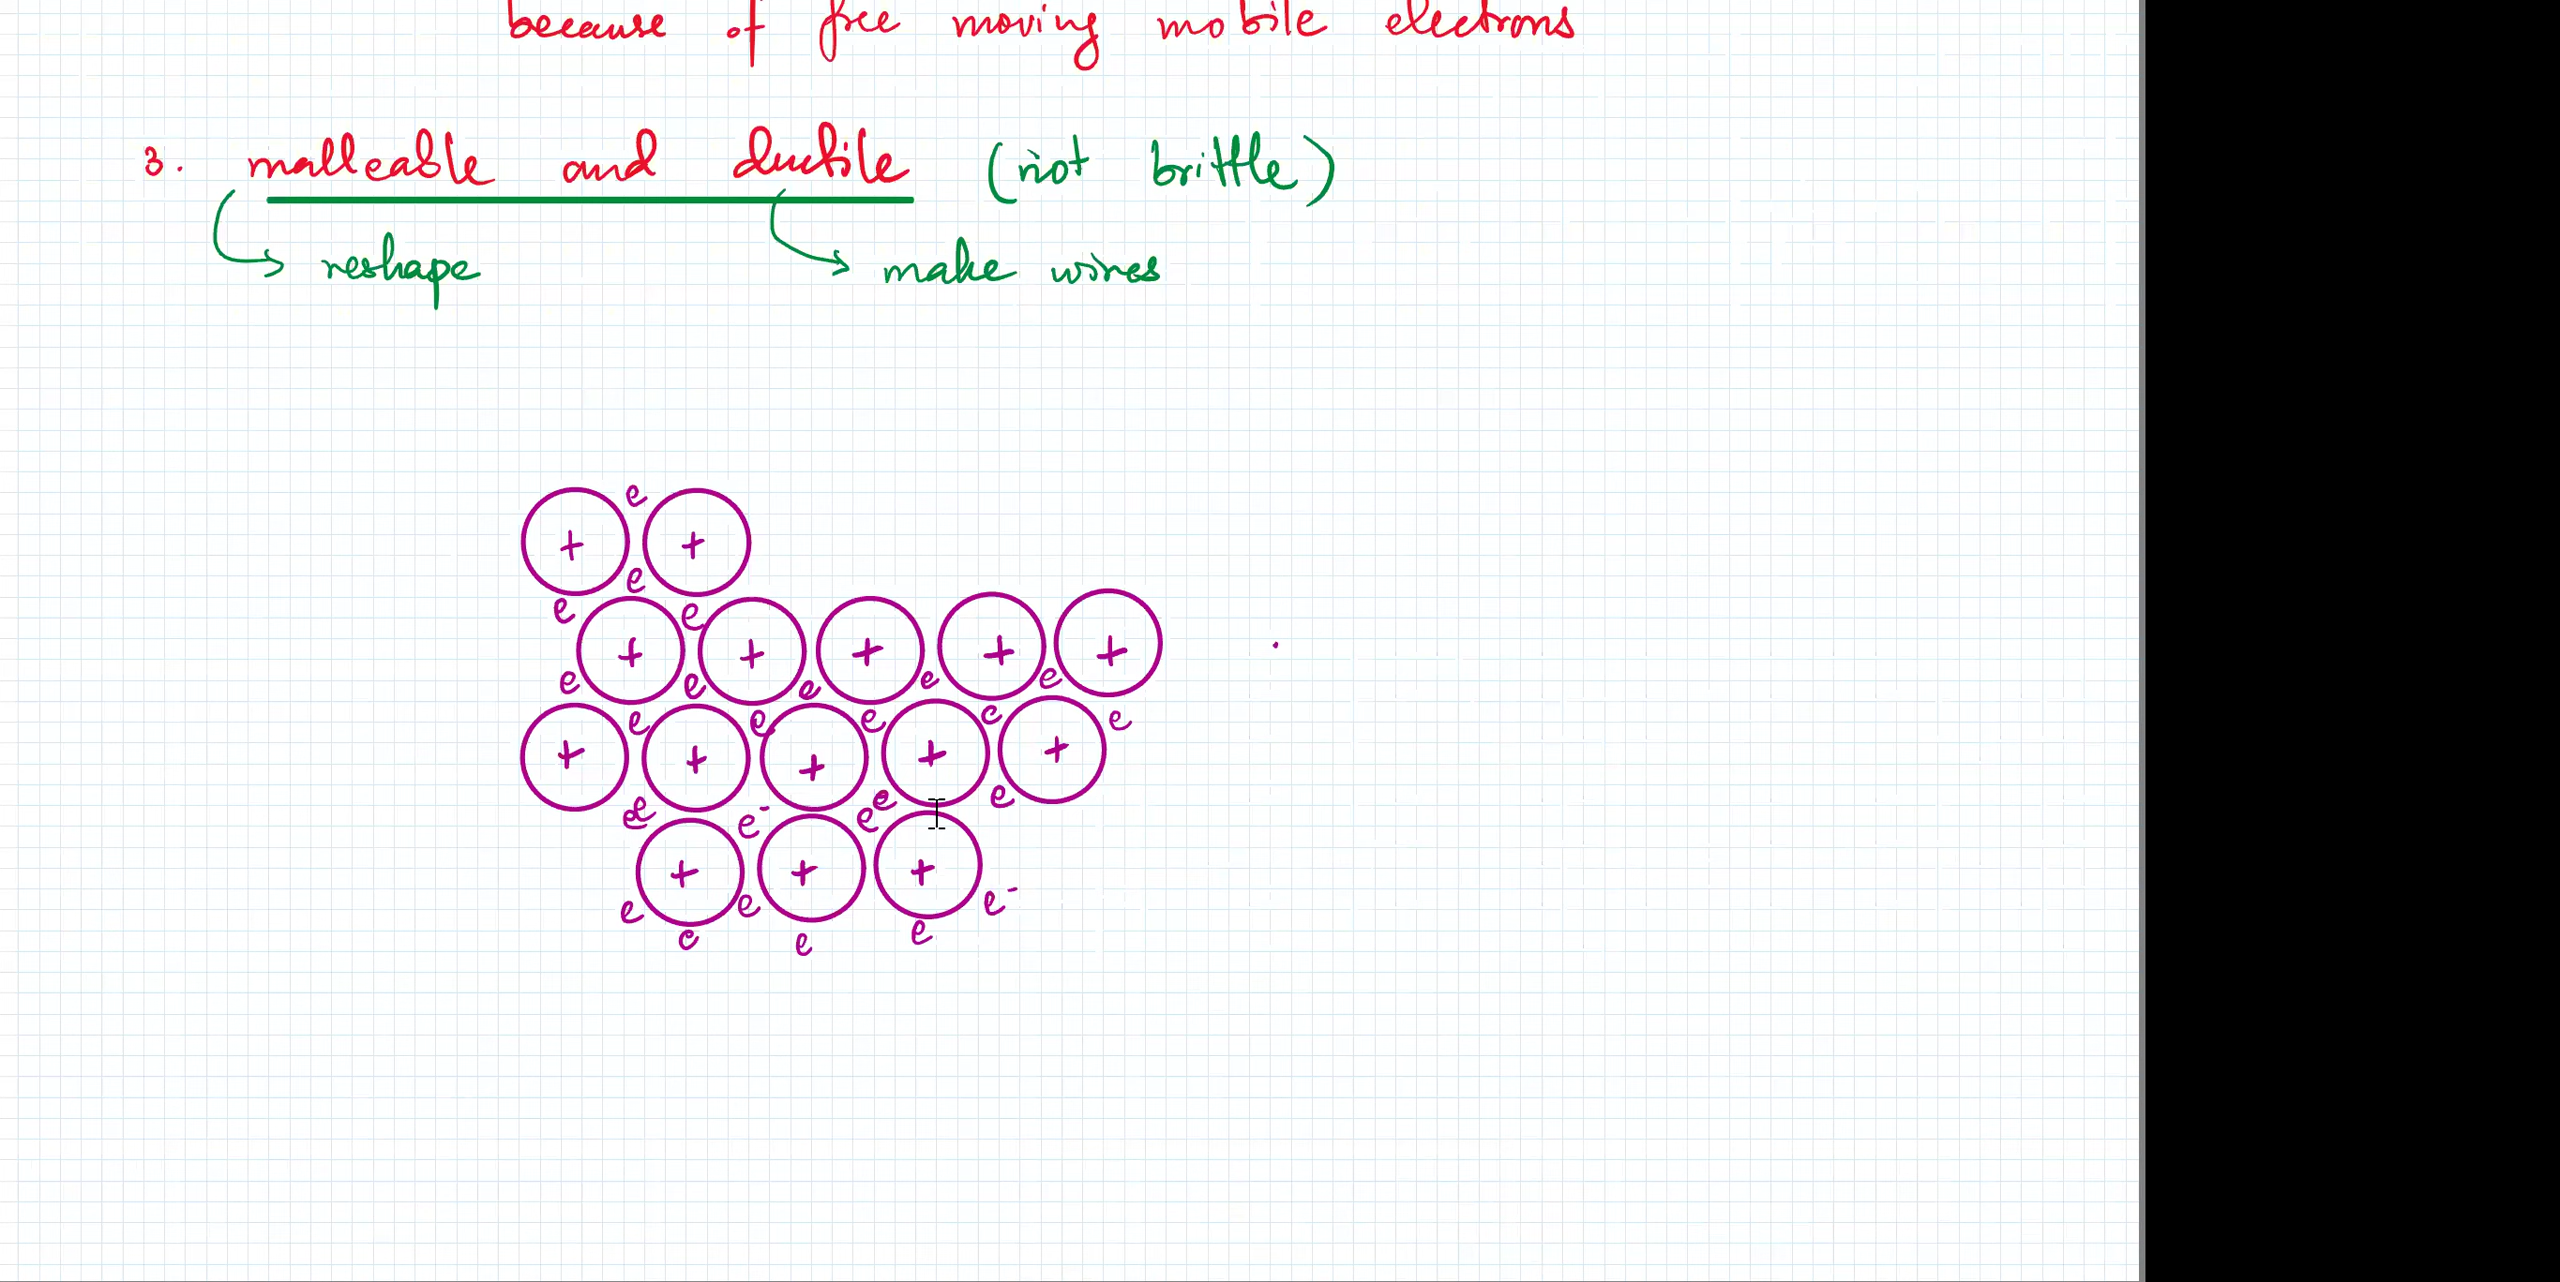 because of free moving mobile electrons
3. malleable and ductile (not brittle)
reshape make wires
e
+ +
e
e e
+ + + + +
e e e e e
e e e e e
+ + + + +
e e e
e e⁻ e
+ + +
e e e⁻
e e e